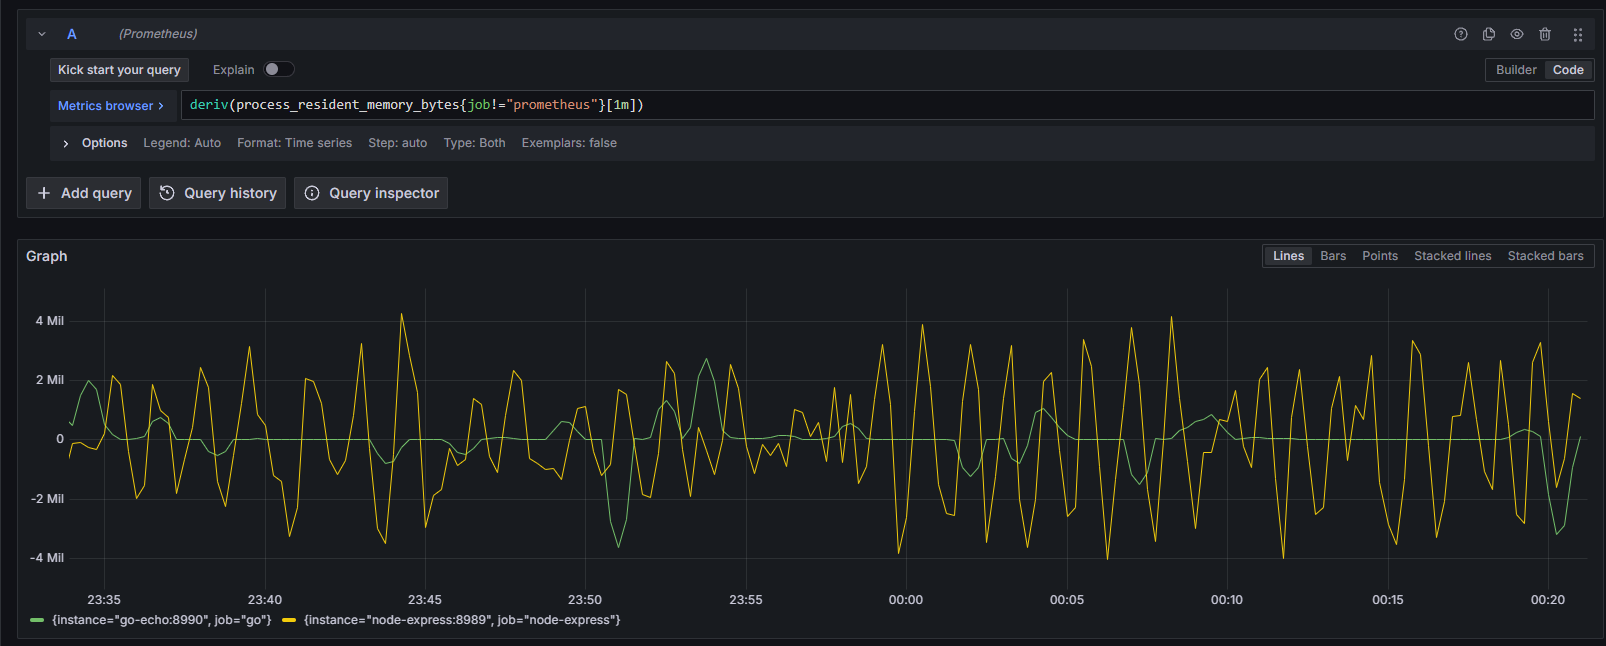 A (Prometheus)
Kick start your query Explain Builder Code
Metrics browser > deriv(process_resident_memory_bytes{job!="prometheus"}[1m])
> Options Legend: Auto Format: Time series Step: auto Type: Both Exemplars: false
+ Add query Query history Query inspector
Graph Lines Bars Points Stacked lines Stacked bars
4 Mil
2 Mil
0
-2 Mil
-4 Mil
23:35 23:40 23:45 23:50 23:55 00:00 00:05 00:10 00:15 00:20
{instance="go-echo:8990", job="go"} {instance="node-express:8989", job="node-express"}